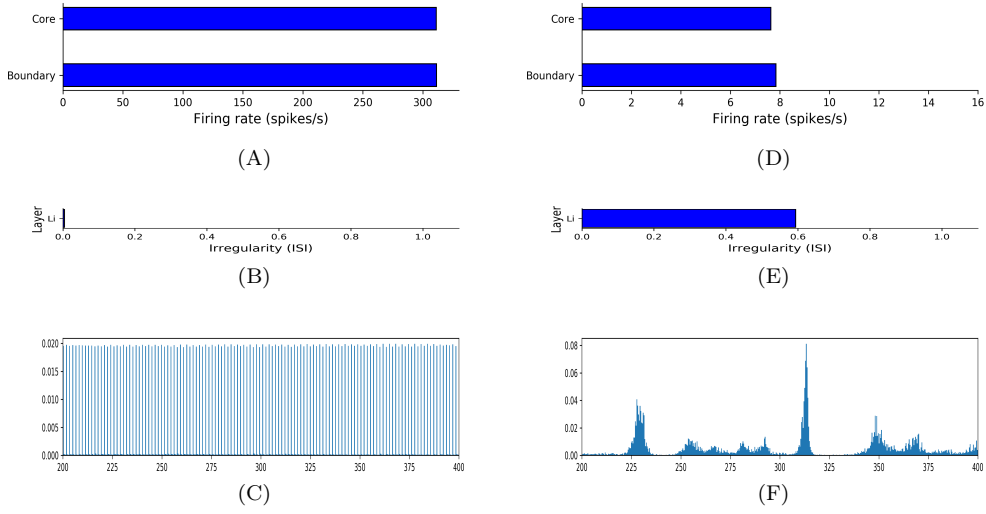 Core
Boundary
0 50 100 150 200 250 300
Firing rate (spikes/s)
(A)
Core
Boundary
0 2 4 6 8 10 12 14 16
Firing rate (spikes/s)
(D)
Layer
Li
0.0 0.2 0.4 0.6 0.8 1.0
Irregularity (ISI)
(B)
Layer
Li
0.0 0.2 0.4 0.6 0.8 1.0
Irregularity (ISI)
(E)
0.020
0.015
0.010
0.005
0.000
200 225 250 275 300 325 350 375 400
(C)
0.08
0.06
0.04
0.02
0.00
200 225 250 275 300 325 350 375 400
(F)